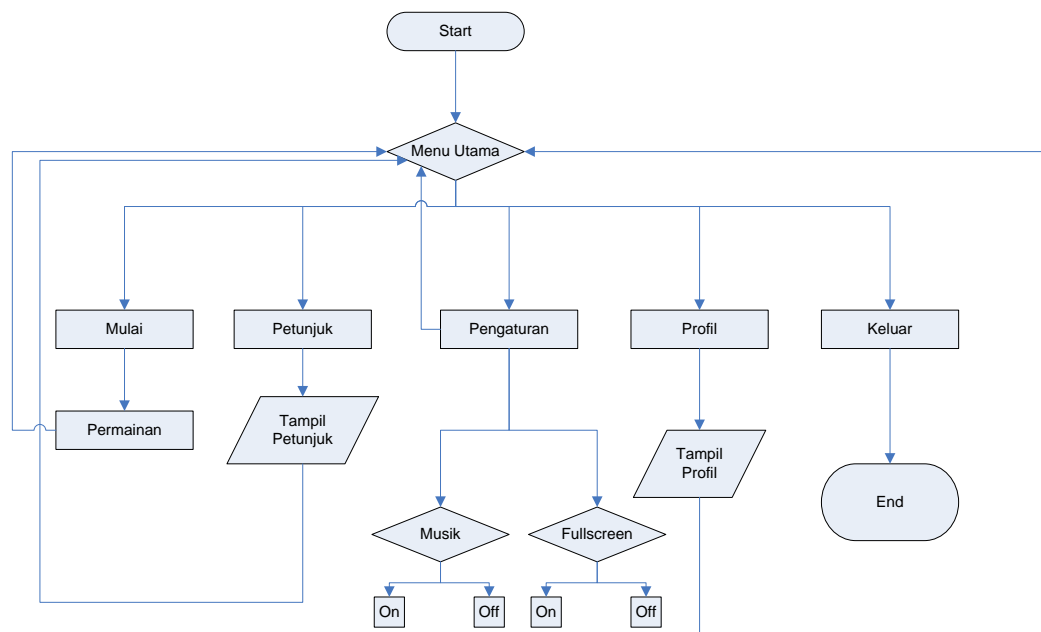 Start
Menu Utama
Mulai
Petunjuk
Pengaturan
Profil
Keluar
Permainan
Tampil
Petunjuk
Tampil
Profil
End
Musik
Fullscreen
On
Off
On
Off